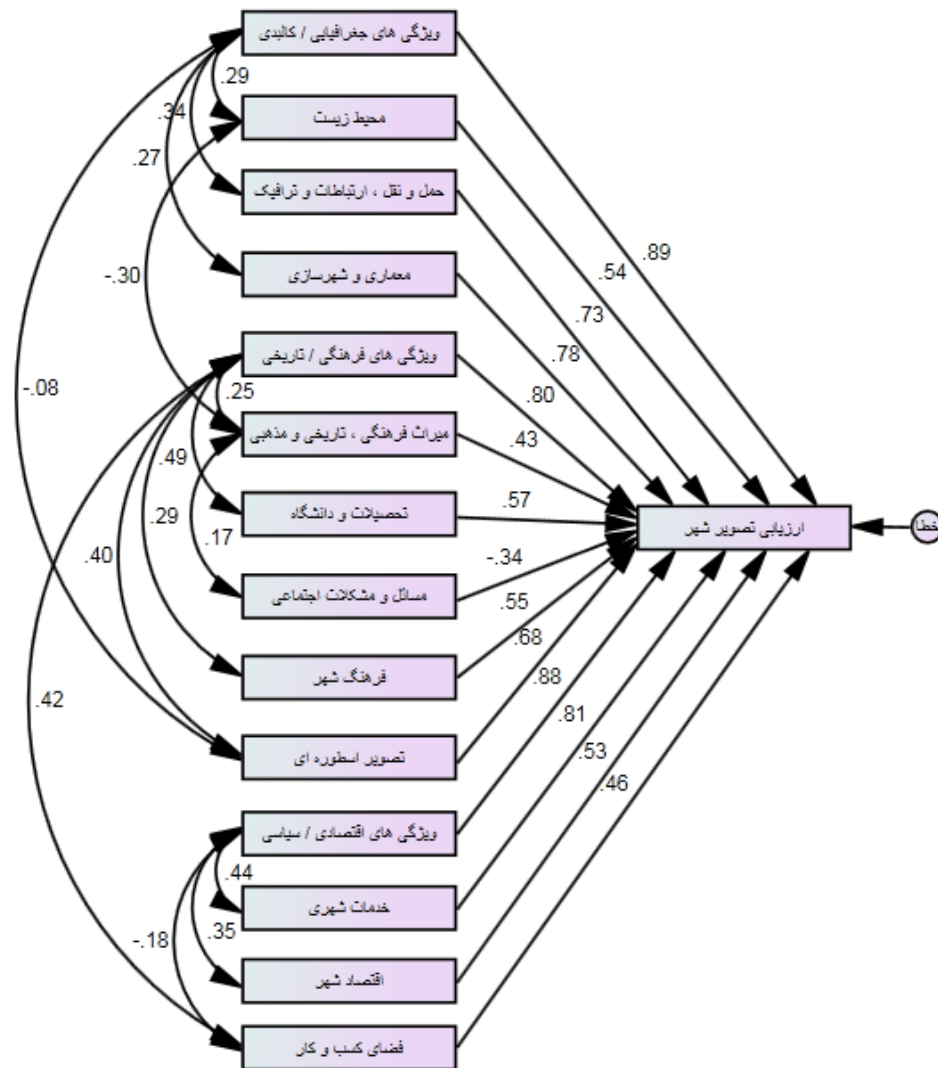 ویژگی های جغرافیایی / کالبدی
.29
محیط زیست
.34
.27
حمل و نقل ، ارتباطات و ترافیک
.89
-.30
معماری و شهرسازی
.54
.73
.78
ویژگی های فرهنگی / تاریخی
-.08
.25
.80
میراث فرهنگی ، تاریخی و مذهبی
.43
.49
تحصیلات و دانشگاه
.57
.29
.17
ارزیابی تصویر شهر
خطا
.40
-.34
مسائل و مشکلات اجتماعی
.55
.68
فرهنگ شهر
.88
.42
.81
تصویر اسطوره ای
.53
.46
ویژگی های اقتصادی / سیاسی
.44
خدمات شهری
.35
-.18
اقتصاد شهر
فضای کسب و کار